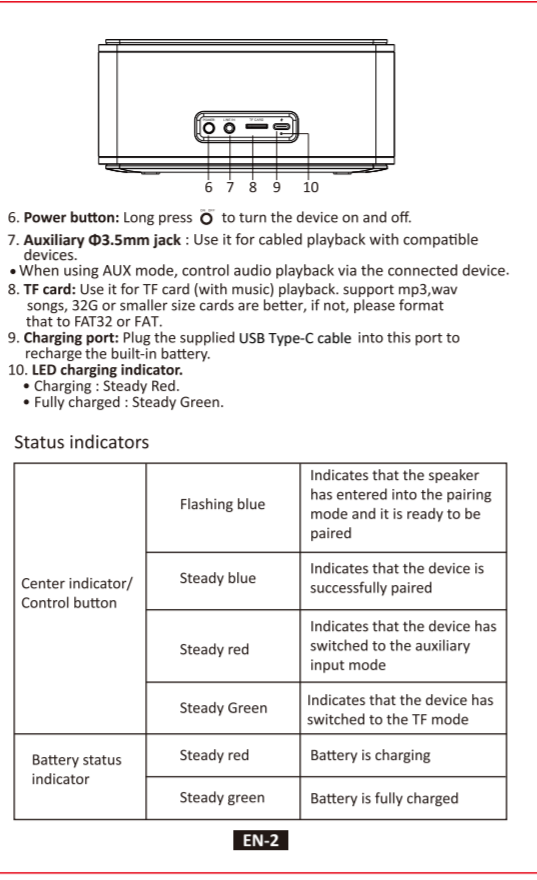 POWER LINE IN TF CARD
6 7 8 9 10
6. Power button: Long press to turn the device on and off.
7. Auxiliary Φ3.5mm jack : Use it for cabled playback with compatible
devices.
• When using AUX mode, control audio playback via the connected device.
8. TF card: Use it for TF card (with music) playback. support mp3,wav
songs, 32G or smaller size cards are better, if not, please format
that to FAT32 or FAT.
9. Charging port: Plug the supplied USB Type-C cable into this port to
recharge the built-in battery.
10. LED charging indicator.
• Charging : Steady Red.
• Fully charged : Steady Green.
Status indicators
Center indicator/
Control button
Flashing blue
Indicates that the speaker
has entered into the pairing
mode and it is ready to be
paired
Steady blue
Indicates that the device is
successfully paired
Steady red
Indicates that the device has
switched to the auxiliary
input mode
Steady Green
Indicates that the device has
switched to the TF mode
Battery status
indicator
Steady red
Battery is charging
Steady green
Battery is fully charged
EN-2